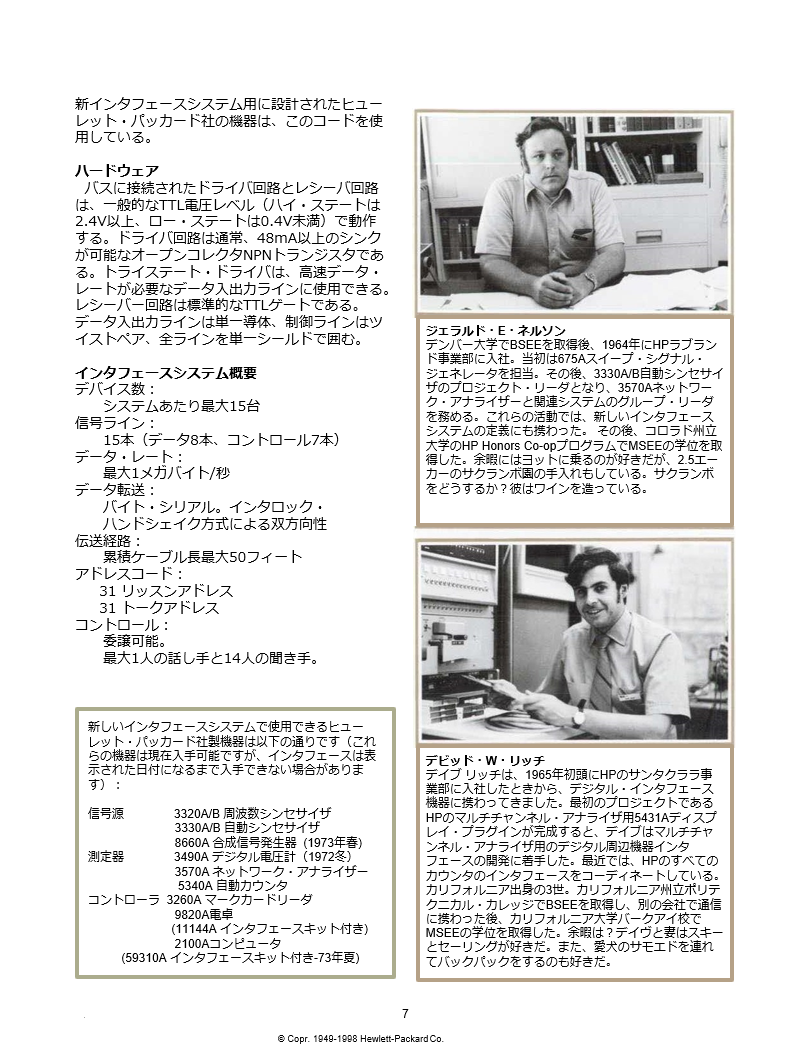 新インタフェースシステム用に設計されたヒュー
レット・パッカード社の機器は、このコードを使
用している。
ハードウェア
バスに接続されたドライバ回路とレシーバ回路
は、一般的なTTL電圧レベル（ハイ・ステートは
2.4V以上、ロー・ステートは0.4V未満）で動作
する。ドライバ回路は通常、48mA以上のシンク
が可能なオープンコレクタNPNトランジスタであ
る。トライステート・ドライバは、高速データ・
レートが必要なデータ入出力ラインに使用できる。
レシーバー回路は標準的なTTLゲートである。
データ入出力ラインは単一導体、制御ラインはツ
イストペア、全ラインを単一シールドで囲む。
インタフェースシステム概要
デバイス数：
システムあたり最大15台
信号ライン：
15本（データ8本、コントロール7本）
データ・レート：
最大1メガバイト/秒
データ転送：
バイト・シリアル。インタロック・
ハンドシェイク方式による双方向性
伝送経路：
累積ケーブル長最大50フィート
アドレスコード：
31 リッスンアドレス
31 トークアドレス
コントロール：
委譲可能。
最大1人の話し手と14人の聞き手。
新しいインタフェースシステムで使用できるヒュー
レット・パッカード社製機器は以下の通りです（これ
らの機器は現在入手可能ですが、インタフェースは表
示された日付になるまで入手できない場合がありま
す）：
信号源 3320A/B 周波数シンセサイザ
3330A/B 自動シンセサイザ
8660A 合成信号発生器 (1973年春)
測定器 3490A デジタル電圧計（1972冬）
3570A ネットワーク・アナライザー
5340A 自動カウンタ
コントローラ 3260A マークカードリーダ
9820A電卓
(11144A インタフェースキット付き)
2100Aコンピュータ
(59310A インタフェースキット付き-73年夏)
ジェラルド・E・ネルソン
デンバー大学でBSEEを取得後、1964年にHPラブラン
ド事業部に入社。当初は675Aスイープ・シグナル・
ジェネレータを担当。その後、3330A/B自動シンセサイ
ザのプロジェクト・リーダとなり、3570Aネットワー
ク・アナライザーと関連システムのグループ・リーダ
を務める。これらの活動では、新しいインタフェース
システムの定義にも携わった。 その後、コロラド州立
大学のHP Honors Co-opプログラムでMSEEの学位を取
得した。余暇にはヨットに乗るのが好きだが、2.5エー
カーのサクランボ園の手入れもしている。サクランボ
をどうするか？彼はワインを造っている。
デビッド・W・リッチ
デイブ リッチは、1965年初頭にHPのサンタクララ事
業部に入社したときから、デジタル・インタフェース
機器に携わってきました。最初のプロジェクトである
HPのマルチチャンネル・アナライザ用5431Aディスプ
レイ・プラグインが完成すると、デイブはマルチチャ
ンネル・アナライザ用のデジタル周辺機器インタ
フェースの開発に着手した。最近では、HPのすべての
カウンタのインタフェースをコーディネートしている。
カリフォルニア出身の3世。カリフォルニア州立ポリテ
クニカル・カレッジでBSEEを取得し、別の会社で通信
に携わった後、カリフォルニア大学バークアイ校で
MSEEの学位を取得した。余暇は？デイヴと妻はスキー
とセーリングが好きだ。また、愛犬のサモエドを連れ
てバックパックをするのも好きだ。
7
© Copr. 1949-1998 Hewlett-Packard Co.